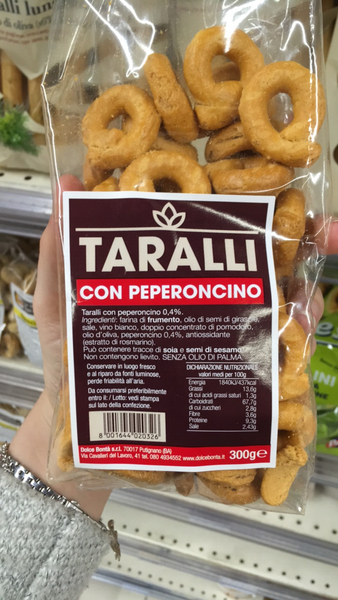 alli lun
di oliva
TARALLI
CON PEPERONCINO
Taralli con peperoncino 0,4%.
Ingredienti: farina di frumento, olio di semi di girasole,
sale, vino bianco, doppio concentrato di pomodoro,
olio d'oliva, peperoncino 0,4%, antiossidante
(estratto di rosmarino).
Può contenere tracce di soia e semi di sesamo.
Non contengono lievito. SENZA OLIO DI PALMA
Conservare in luogo fresco
e al riparo da fonti luminose,
perde friabilità all'aria.
Da consumarsi preferibilmente
entro il: / Lotto: vedi stampa
sul lato della confezione.
DICHIARAZIONE NUTRIZIONALE
valori medi per 100g
Energia 1840kJ/437kcal
Grassi 13,6g
di cui acidi grassi saturi 1,3g
Carboidrati 67,7g
di cui zuccheri 2,8g
Fibre 3,6g
Proteine 9,3g
Sale 2,43g
8 001644 020326
300g e
Dolce Bontà s.r.l. 70017 Putignano (BA)
Via Cavalieri del Lavoro, 41 tel. 080 4934552 www.dolcebonta.it
INI